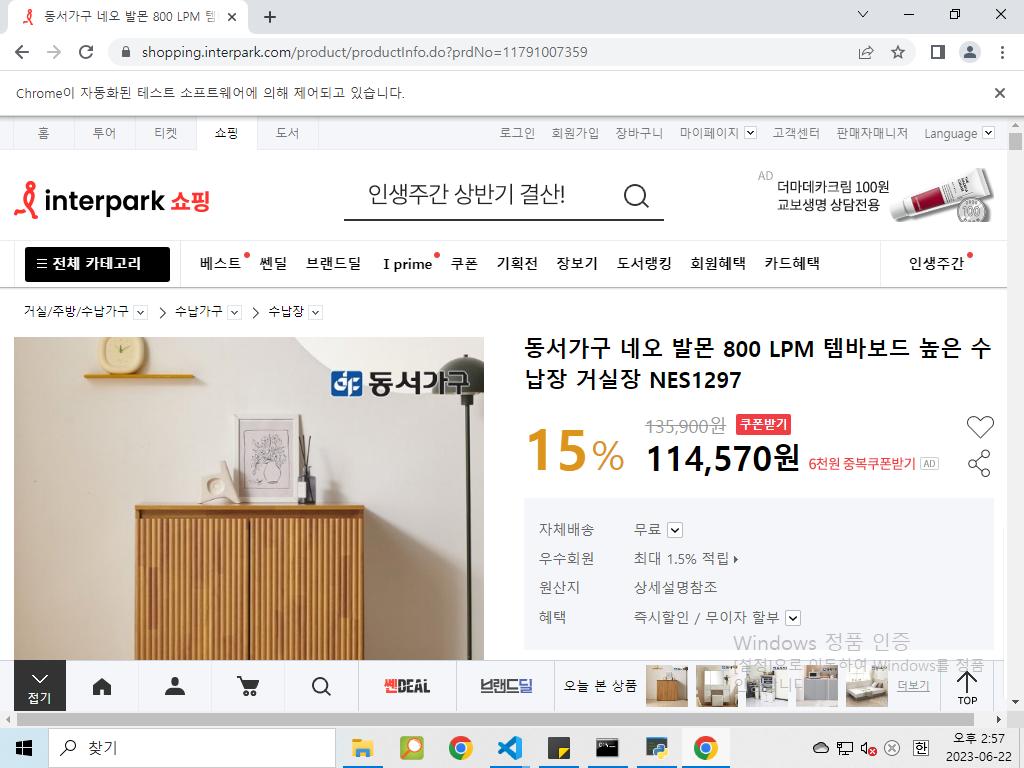 동서가구 네오 발몬 800 LPM 템
shopping.interpark.com/product/productInfo.do?prdNo=11791007359
Chrome이 자동화된 테스트 소프트웨어에 의해 제어되고 있습니다.
홈 투어 티켓 쇼핑 도서 로그인 회원가입 장바구니 마이페이지 고객센터 판매자매니저 Language
interpark 쇼핑
인생주간 상반기 결산!
AD
더마데카크림 100원
교보생명 상담전용
전체 카테고리 베스트 쎈딜 브랜드딜 I prime 쿠폰 기획전 장보기 도서랭킹 회원혜택 카드혜택 인생주간
거실/주방/수납가구 > 수납가구 > 수납장
동서가구
동서가구 네오 발몬 800 LPM 템바보드 높은 수
납장 거실장 NES1297
135,900원 쿠폰받기
15% 114,570원 6천원 중복쿠폰받기 AD
자체배송 무료
우수회원 최대 1.5% 적립
원산지 상세설명참조
혜택 즉시할인 / 무이자 할부
Windows 정품 인증
[설정]으로 이동하여 Windows를 정품
접기 쎈DEAL 브랜드딜 오늘 본 상품 더보기 TOP
찾기
오후 2:57
한
2023-06-22